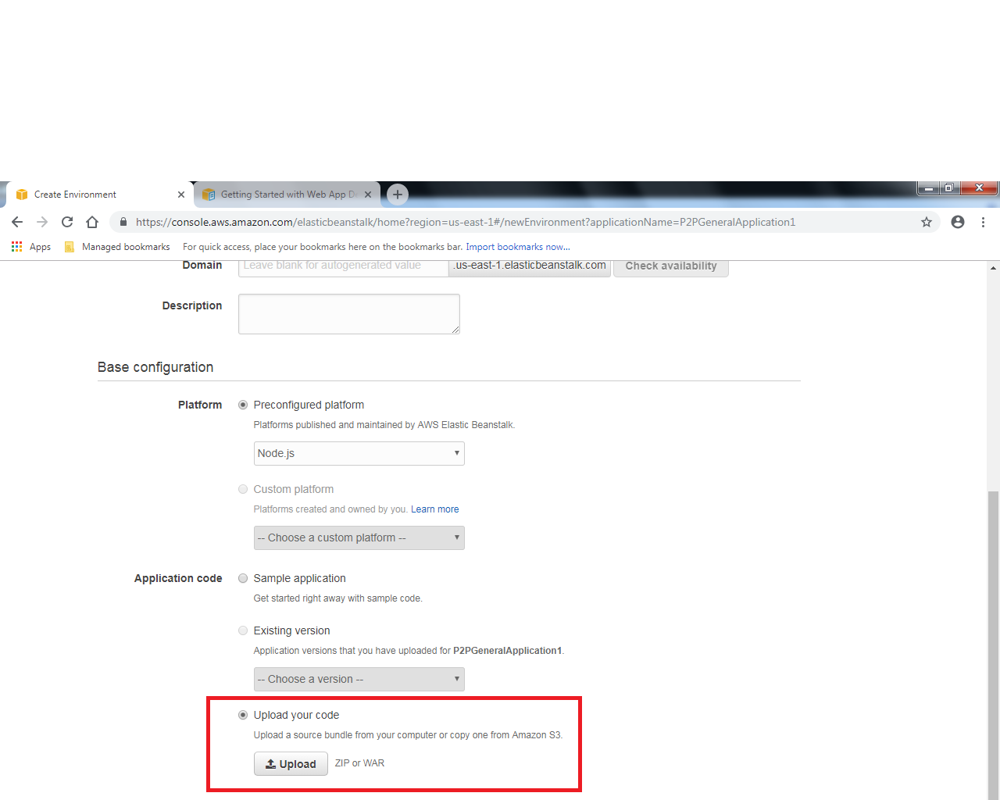 Create Environment
Getting Started with Web App D
https://console.aws.amazon.com/elasticbeanstalk/home?region=us-east-1#/newEnvironment?applicationName=P2PGeneralApplication1
Apps Managed bookmarks For quick access, place your bookmarks here on the bookmarks bar. Import bookmarks now...
Domain Leave blank for autogenerated value .us-east-1.elasticbeanstalk.com Check availability
Description
Base configuration
Platform Preconfigured platform
Platforms published and maintained by AWS Elastic Beanstalk.
Node.js
Custom platform
Platforms created and owned by you. Learn more
-- Choose a custom platform --
Application code Sample application
Get started right away with sample code.
Existing version
Application versions that you have uploaded for P2PGeneralApplication1.
-- Choose a version --
Upload your code
Upload a source bundle from your computer or copy one from Amazon S3.
Upload ZIP or WAR